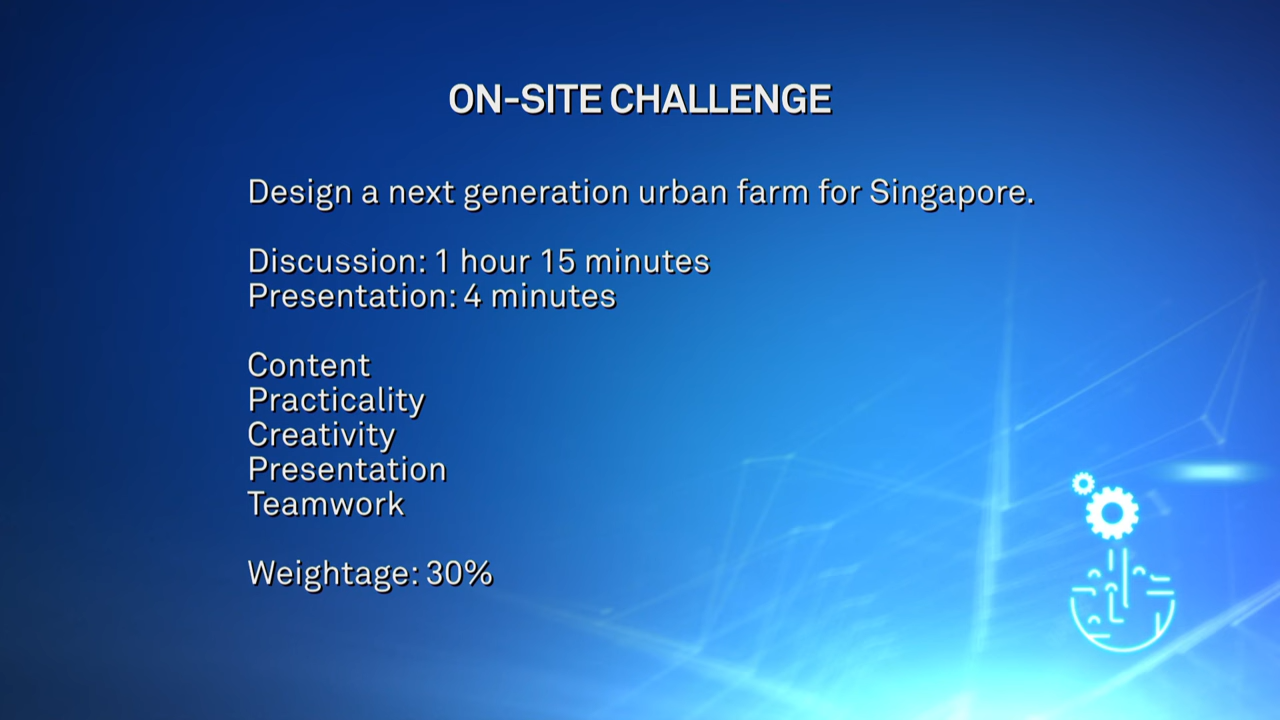 ON-SITE CHALLENGE
Design a next generation urban farm for Singapore.
Discussion: 1 hour 15 minutes
Presentation: 4 minutes
Content
Practicality
Creativity
Presentation
Teamwork
Weightage: 30%